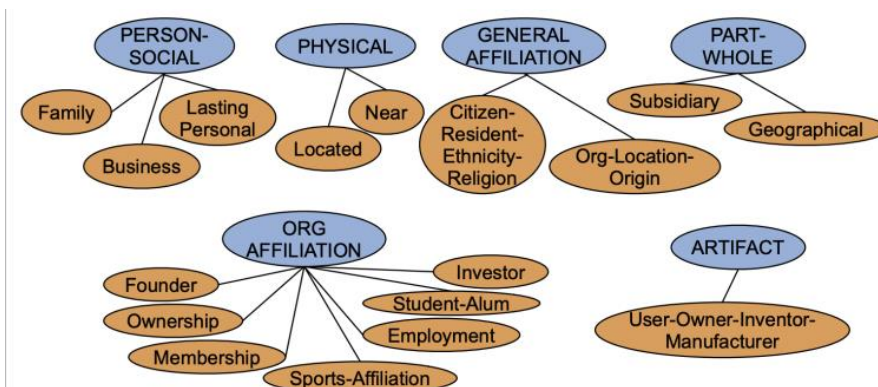 PERSON-
SOCIAL
Family
Lasting
Personal
Business
PHYSICAL
Near
Located
GENERAL
AFFILIATION
Citizen-
Resident-
Ethnicity-
Religion
Org-Location-
Origin
PART-
WHOLE
Subsidiary
Geographical
ORG
AFFILIATION
Founder
Investor
Student-Alum
Ownership
Employment
Membership
Sports-Affiliation
ARTIFACT
User-Owner-Inventor-
Manufacturer